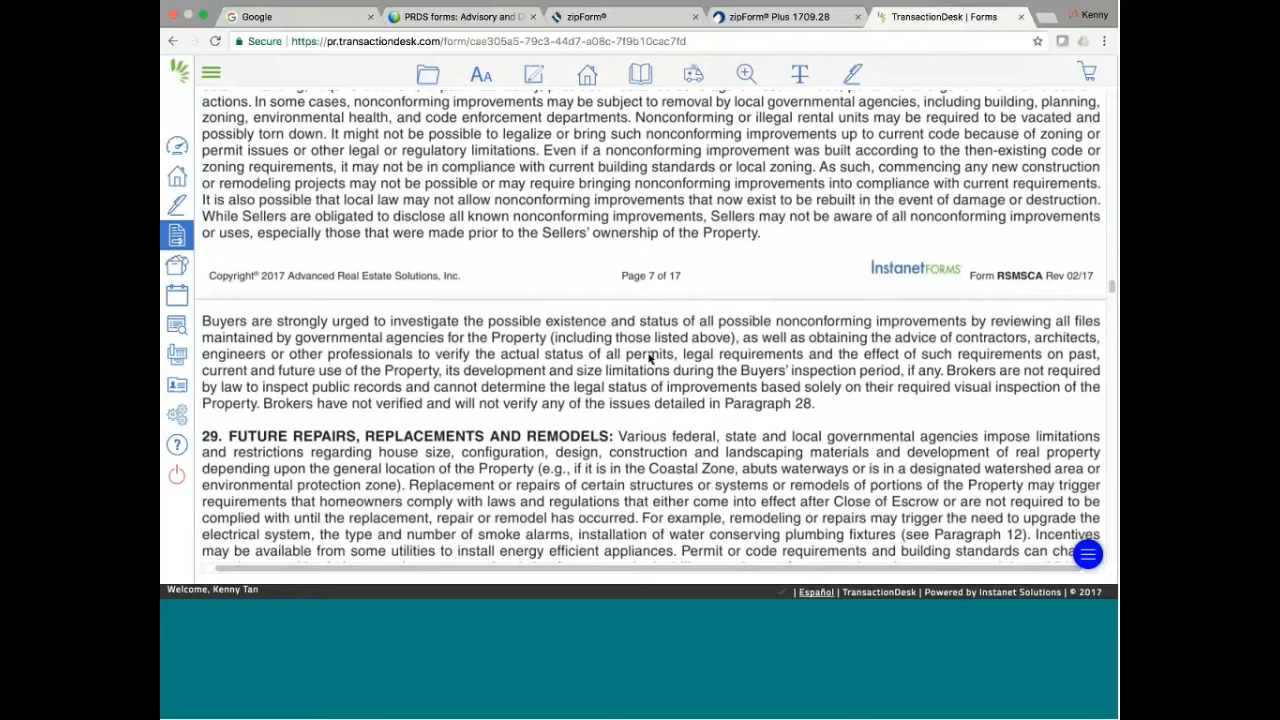 Google
PRDS forms: Advisory and D
zipForm®
zipForm® Plus 1709.28
TransactionDesk | Forms
Kenny
Secure https://pr.transactiondesk.com/form/cae305a5-79c3-44d7-a08c-7f9b10cac7fd
actions. In some cases, nonconforming improvements may be subject to removal by local governmental agencies, including building, planning,
zoning, environmental health, and code enforcement departments. Nonconforming or illegal rental units may be required to be vacated and
possibly torn down. It might not be possible to legalize or bring such nonconforming improvements up to current code because of zoning or
permit issues or other legal or regulatory limitations. Even if a nonconforming improvement was built according to the then-existing code or
zoning requirements, it may not be in compliance with current building standards or local zoning. As such, commencing any new construction
or remodeling projects may not be possible or may require bringing nonconforming improvements into compliance with current requirements.
It is also possible that local law may not allow nonconforming improvements that now exist to be rebuilt in the event of damage or destruction.
While Sellers are obligated to disclose all known nonconforming improvements, Sellers may not be aware of all nonconforming improvements
or uses, especially those that were made prior to the Sellers' ownership of the Property.
Copyright® 2017 Advanced Real Estate Solutions, Inc.
Page 7 of 17
InstanetFORMS
Form RSMSCA Rev 02/17
Buyers are strongly urged to investigate the possible existence and status of all possible nonconforming improvements by reviewing all files
maintained by governmental agencies for the Property (including those listed above), as well as obtaining the advice of contractors, architects,
engineers or other professionals to verify the actual status of all permits, legal requirements and the effect of such requirements on past,
current and future use of the Property, its development and size limitations during the Buyers' inspection period, if any. Brokers are not required
by law to inspect public records and cannot determine the legal status of improvements based solely on their required visual inspection of the
Property. Brokers have not verified and will not verify any of the issues detailed in Paragraph 28.
29. FUTURE REPAIRS, REPLACEMENTS AND REMODELS: Various federal, state and local governmental agencies impose limitations
and restrictions regarding house size, configuration, design, construction and landscaping materials and development of real property
depending upon the general location of the Property (e.g., if it is in the Coastal Zone, abuts waterways or is in a designated watershed area or
environmental protection zone). Replacement or repairs of certain structures or systems or remodels of portions of the Property may trigger
requirements that homeowners comply with laws and regulations that either come into effect after Close of Escrow or are not required to be
complied with until the replacement, repair or remodel has occurred. For example, remodeling or repairs may trigger the need to upgrade the
electrical system, the type and number of smoke alarms, installation of water conserving plumbing fixtures (see Paragraph 12). Incentives
may be available from some utilities to install energy efficient appliances. Permit or code requirements and building standards can
Welcome, Kenny Tan
| Español | TransactionDesk | Powered by Instanet Solutions | © 2017